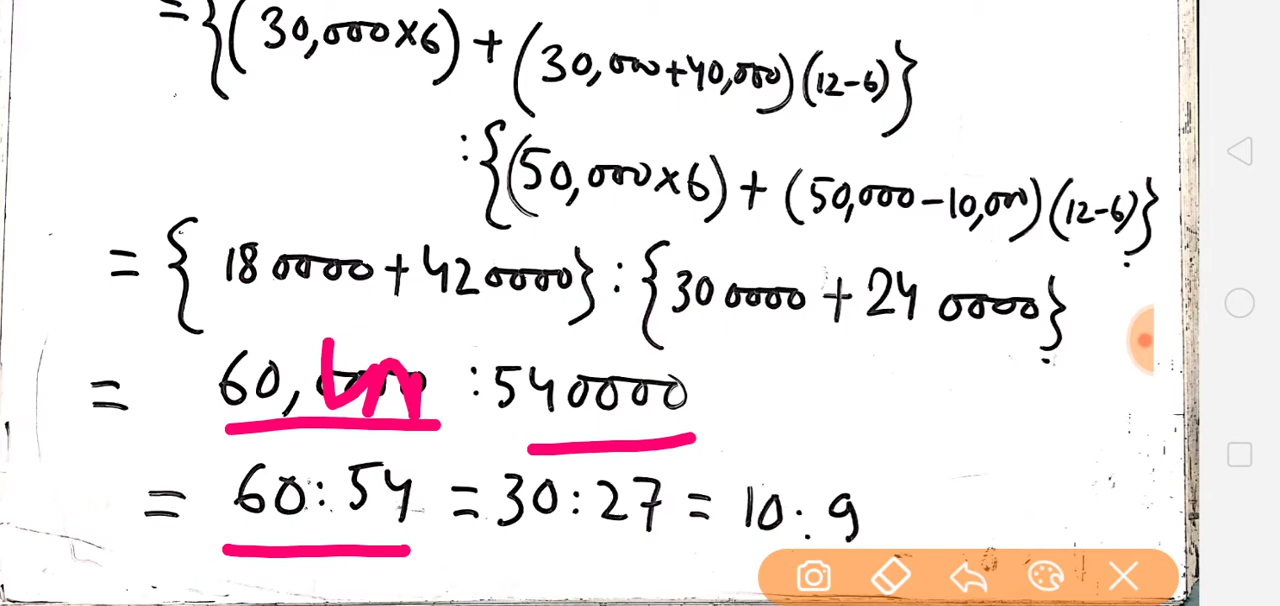 ={(30,000×6)+(30,000+40,000)(12-6)}
:{(50,000×6)+(50,000-10,000)(12-6)}
={180000+420000}:{300000+240000}
= 60, :540000
= 60:54 =30:27= 10:9